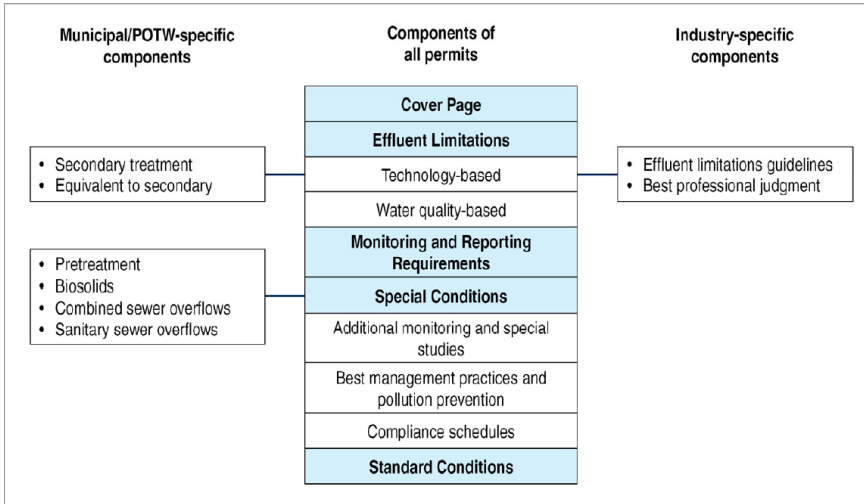 Municipal/POTW-specific
components
Components of
all permits
Industry-specific
components
Cover Page
Effluent Limitations
• Secondary treatment
• Equivalent to secondary
Technology-based
• Effluent limitations guidelines
• Best professional judgment
Water quality-based
Monitoring and Reporting
Requirements
• Pretreatment
• Biosolids
• Combined sewer overflows
• Sanitary sewer overflows
Special Conditions
Additional monitoring and special
studies
Best management practices and
pollution prevention
Compliance schedules
Standard Conditions